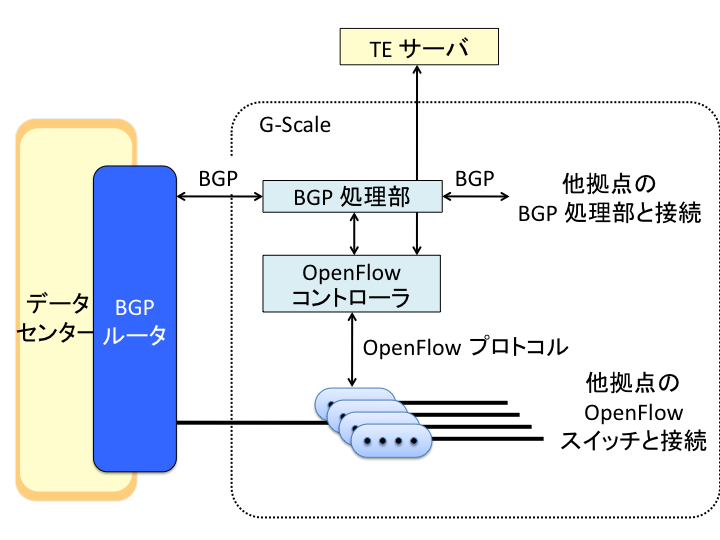 TE サーバ
G-Scale
BGP
BGP 処理部
BGP
他拠点の
BGP 処理部と接続
OpenFlow
コントローラ
データ
センター
BGP
ルータ
OpenFlow プロトコル
他拠点の
OpenFlow
スイッチと接続